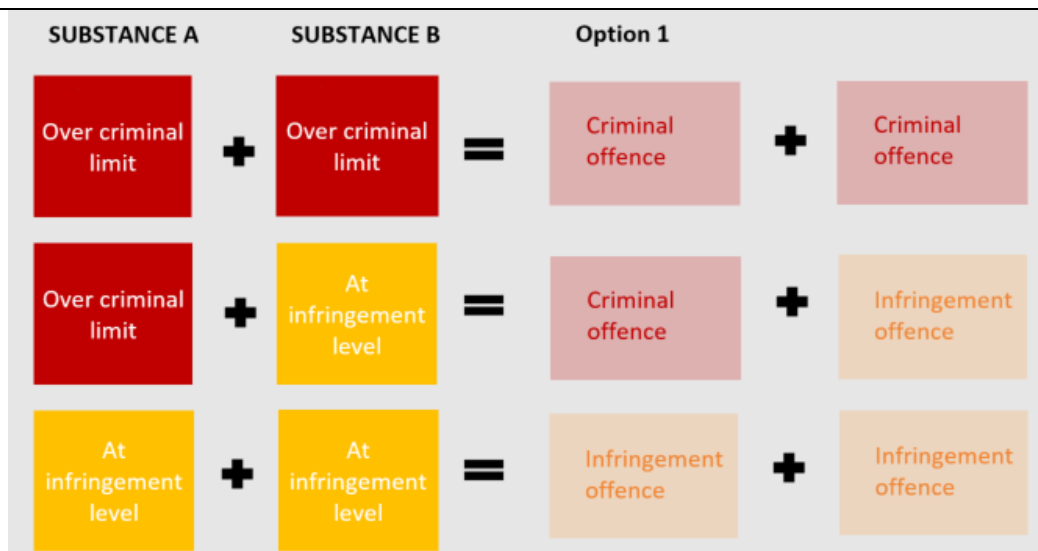 SUBSTANCE A SUBSTANCE B Option 1
Over criminal
limit
+
Over criminal
limit
=
Criminal
offence
+
Criminal
offence
Over criminal
limit
+
At
infringement
level
=
Criminal
offence
+
Infringement
offence
At
infringement
level
+
At
infringement
level
=
Infringement
offence
+
Infringement
offence